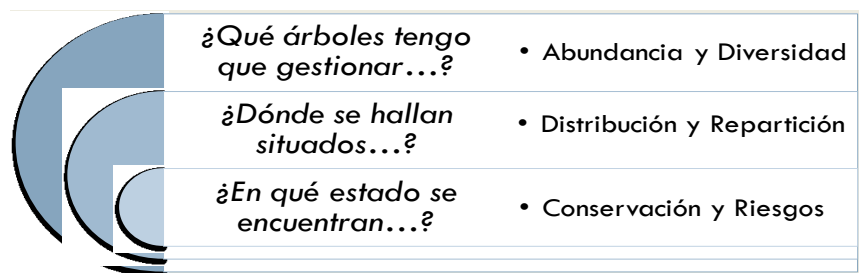 ¿Qué árboles tengo
que gestionar...?
• Abundancia y Diversidad
¿Dónde se hallan
situados...?
• Distribución y Repartición
¿En qué estado se
encuentran...?
• Conservación y Riesgos